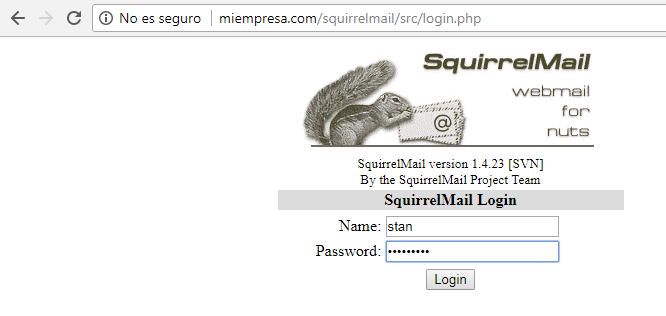 No es seguro | miempresa.com/squirrelmail/src/login.php
SquirrelMail
webmail
for
nuts
@
SquirrelMail version 1.4.23 [SVN]
By the SquirrelMail Project Team
SquirrelMail Login
Name: stan
Password: •••••••••
Login